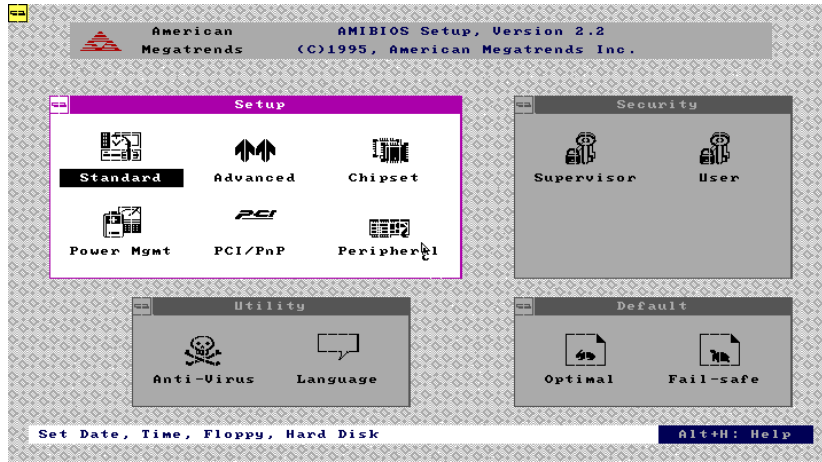 American AMIBIOS Setup, Version 2.2
Megatrends (C)1995, American Megatrends Inc.
Setup
Standard Advanced Chipset
Power Mgmt PCI PCI/PnP Peripheral
Security
Supervisor User
Utility
Anti-Virus Language
Default
Optimal Fail-safe
Set Date, Time, Floppy, Hard Disk Alt+H: Help